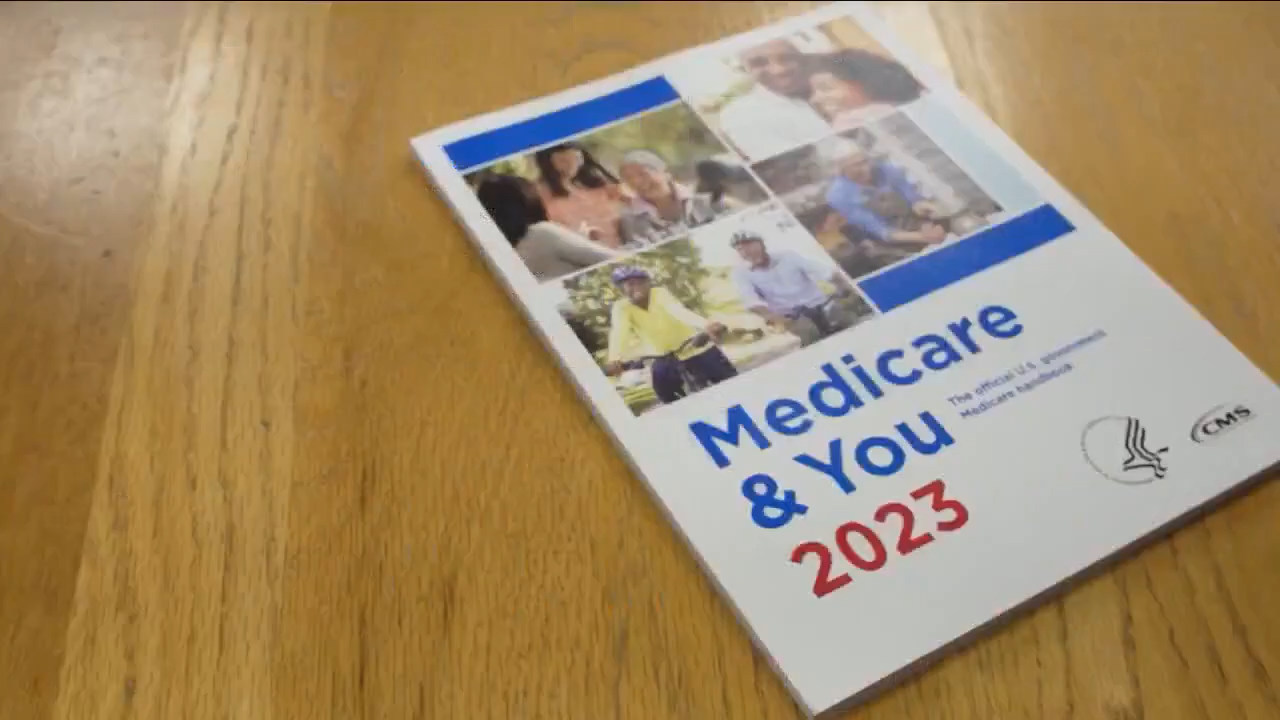 Medicare
& You
2023
The official U.S. government
Medicare handbook
CMS